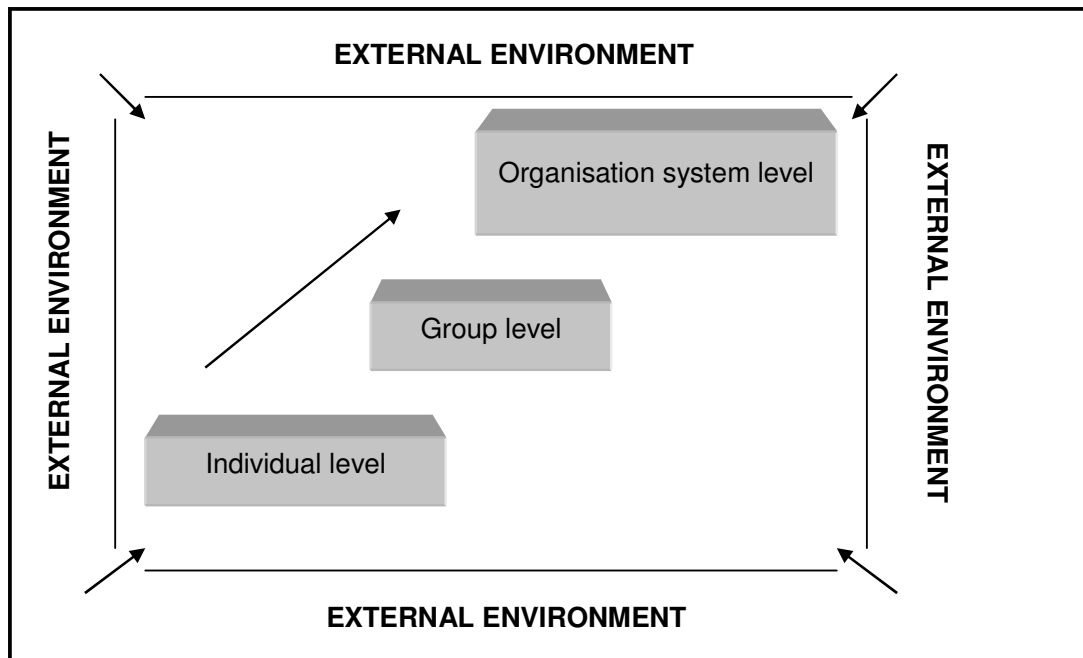 EXTERNAL ENVIRONMENT
EXTERNAL ENVIRONMENT
Organisation system level
EXTERNAL ENVIRONMENT
Group level
Individual level
EXTERNAL ENVIRONMENT